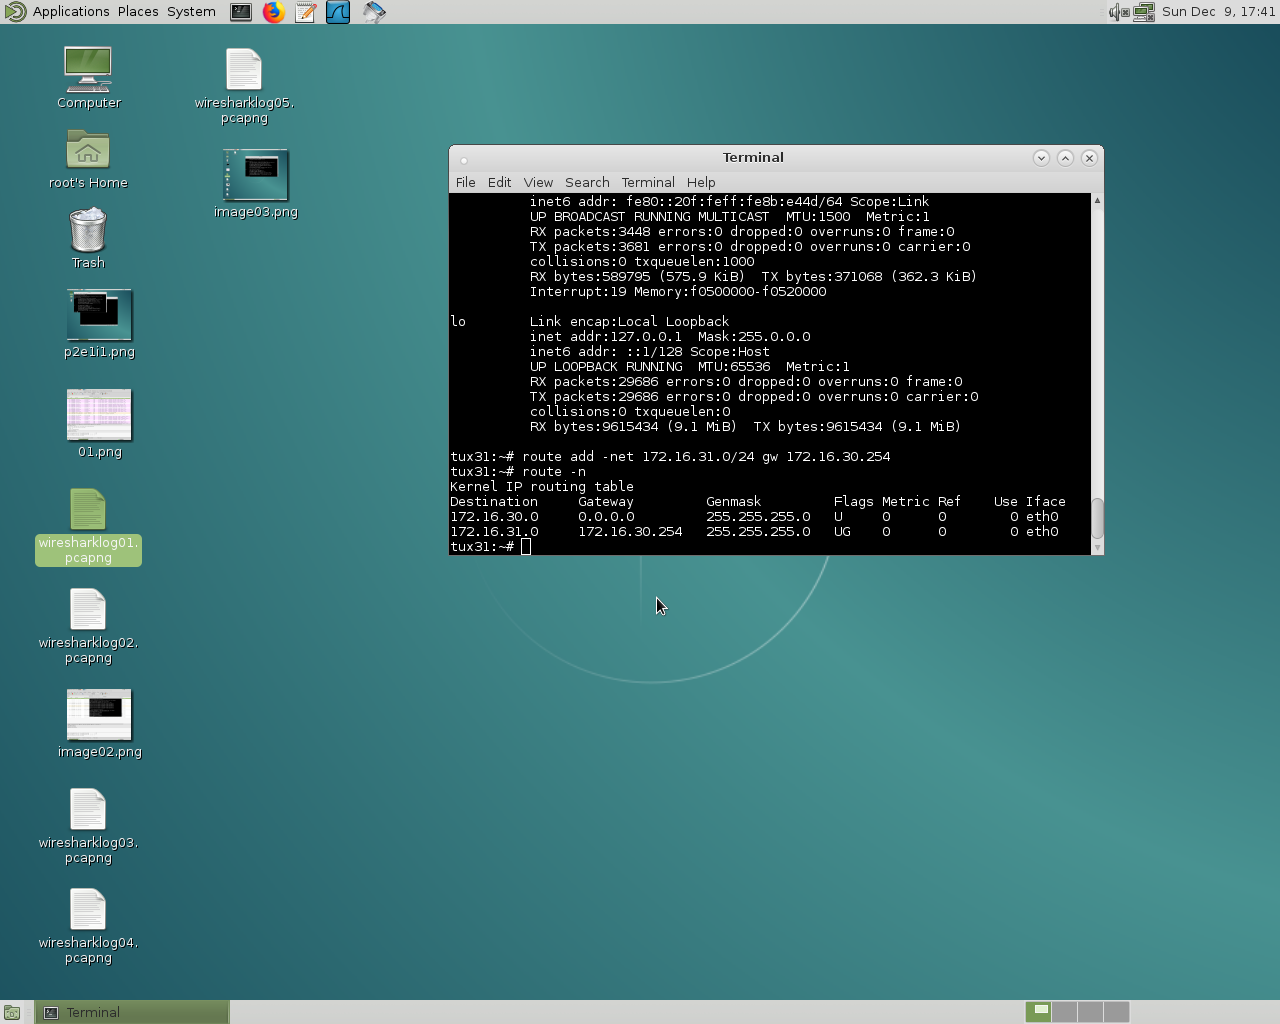 Applications Places System
Sun Dec 9, 17:41
Computer
root's Home
Trash
p2e1i1.png
01.png
wiresharklog01.
pcapng
wiresharklog02.
pcapng
image02.png
wiresharklog03.
pcapng
wiresharklog04.
pcapng
wiresharklog05.
pcapng
image03.png
Terminal
File Edit View Search Terminal Help
inet6 addr: fe80::20f:feff:fe8b:e44d/64 Scope:Link
UP BROADCAST RUNNING MULTICAST  MTU:1500  Metric:1
RX packets:3448 errors:0 dropped:0 overruns:0 frame:0
TX packets:3681 errors:0 dropped:0 overruns:0 carrier:0
collisions:0 txqueuelen:1000
RX bytes:589795 (575.9 KiB)  TX bytes:371068 (362.3 KiB)
Interrupt:19 Memory:f0500000-f0520000
lo        Link encap:Local Loopback
inet addr:127.0.0.1  Mask:255.0.0.0
inet6 addr: ::1/128 Scope:Host
UP LOOPBACK RUNNING  MTU:65536  Metric:1
RX packets:29686 errors:0 dropped:0 overruns:0 frame:0
TX packets:29686 errors:0 dropped:0 overruns:0 carrier:0
collisions:0 txqueuelen:0
RX bytes:9615434 (9.1 MiB)  TX bytes:9615434 (9.1 MiB)
tux31:~# route add -net 172.16.31.0/24 gw 172.16.30.254
tux31:~# route -n
Kernel IP routing table
Destination     Gateway         Genmask         Flags Metric Ref    Use Iface
172.16.30.0     0.0.0.0         255.255.255.0   U     0      0        0 eth0
172.16.31.0     172.16.30.254   255.255.255.0   UG    0      0        0 eth0
tux31:~#
Terminal